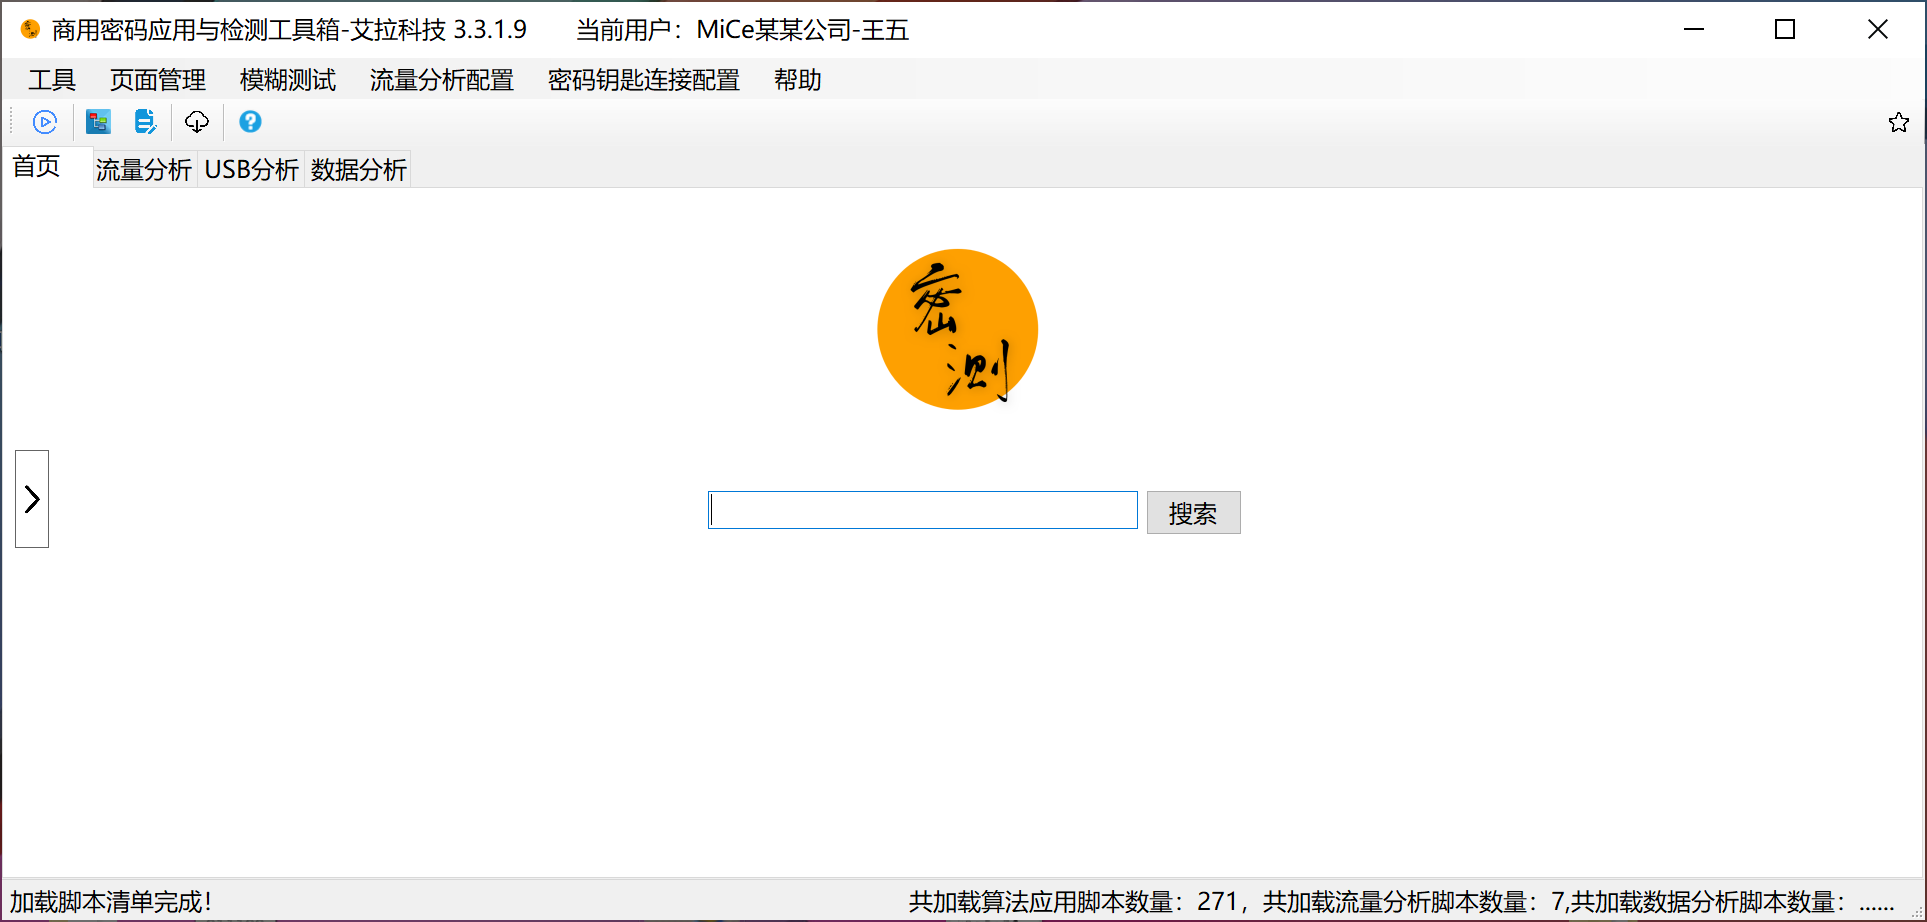 商用密码应用与检测工具箱-艾拉科技 3.3.1.9 当前用户：MiCe某某公司-王五
工具 页面管理 模糊测试 流量分析配置 密码钥匙连接配置 帮助
首页 流量分析 USB分析 数据分析
密
测
搜索
加载脚本清单完成！ 共加载算法应用脚本数量：271，共加载流量分析脚本数量：7,共加载数据分析脚本数量：......